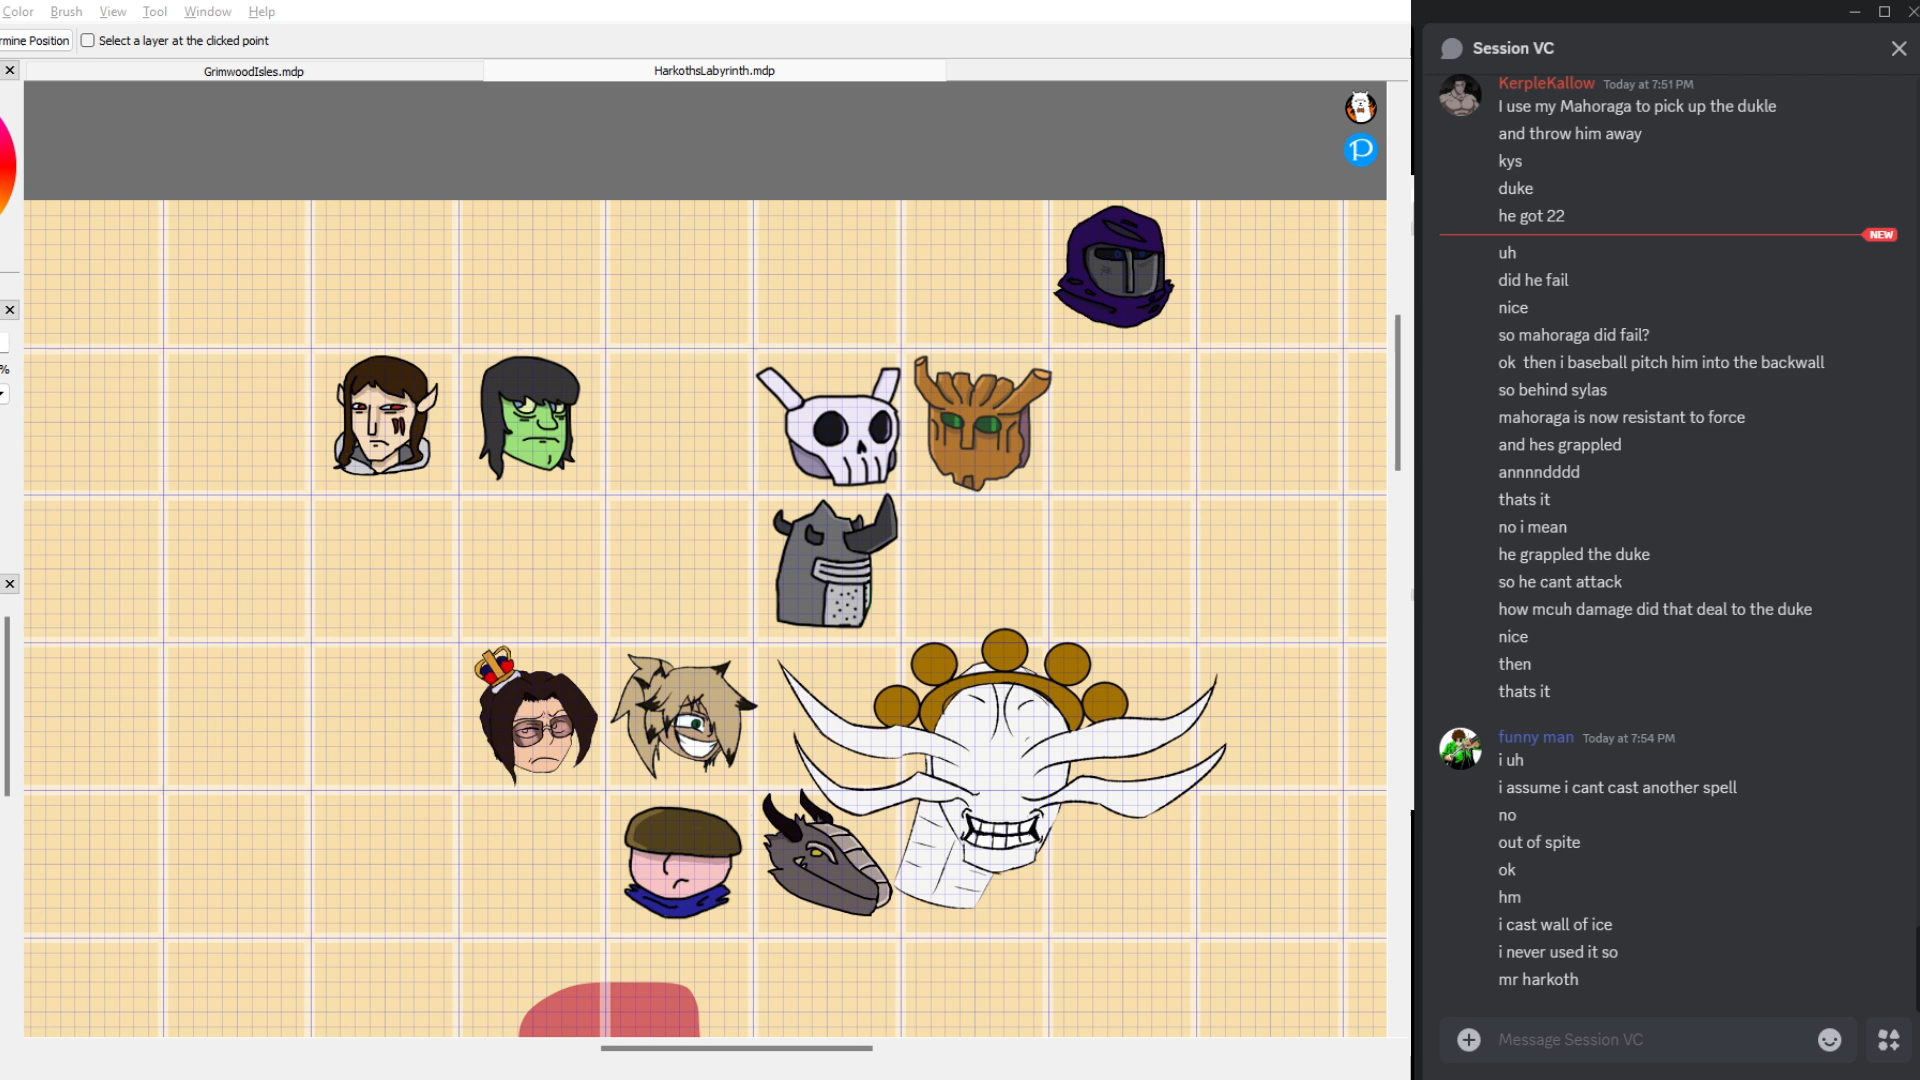 Color Brush View Tool Window Help
rmine Position Select a layer at the clicked point
GrimwoodIsles.mdp HarkothsLabyrinth.mdp
%
Session VC
KerpleKallow Today at 7:51 PM
I use my Mahoraga to pick up the dukle
and throw him away
kys
duke
he got 22
NEW
uh
did he fail
nice
so mahoraga did fail?
ok then i baseball pitch him into the backwall
so behind sylas
mahoraga is now resistant to force
and hes grappled
annnndddd
thats it
no i mean
he grappled the duke
so he cant attack
how mcuh damage did that deal to the duke
nice
then
thats it
funny man Today at 7:54 PM
i uh
i assume i cant cast another spell
no
out of spite
ok
hm
i cast wall of ice
i never used it so
mr harkoth
Message Session VC